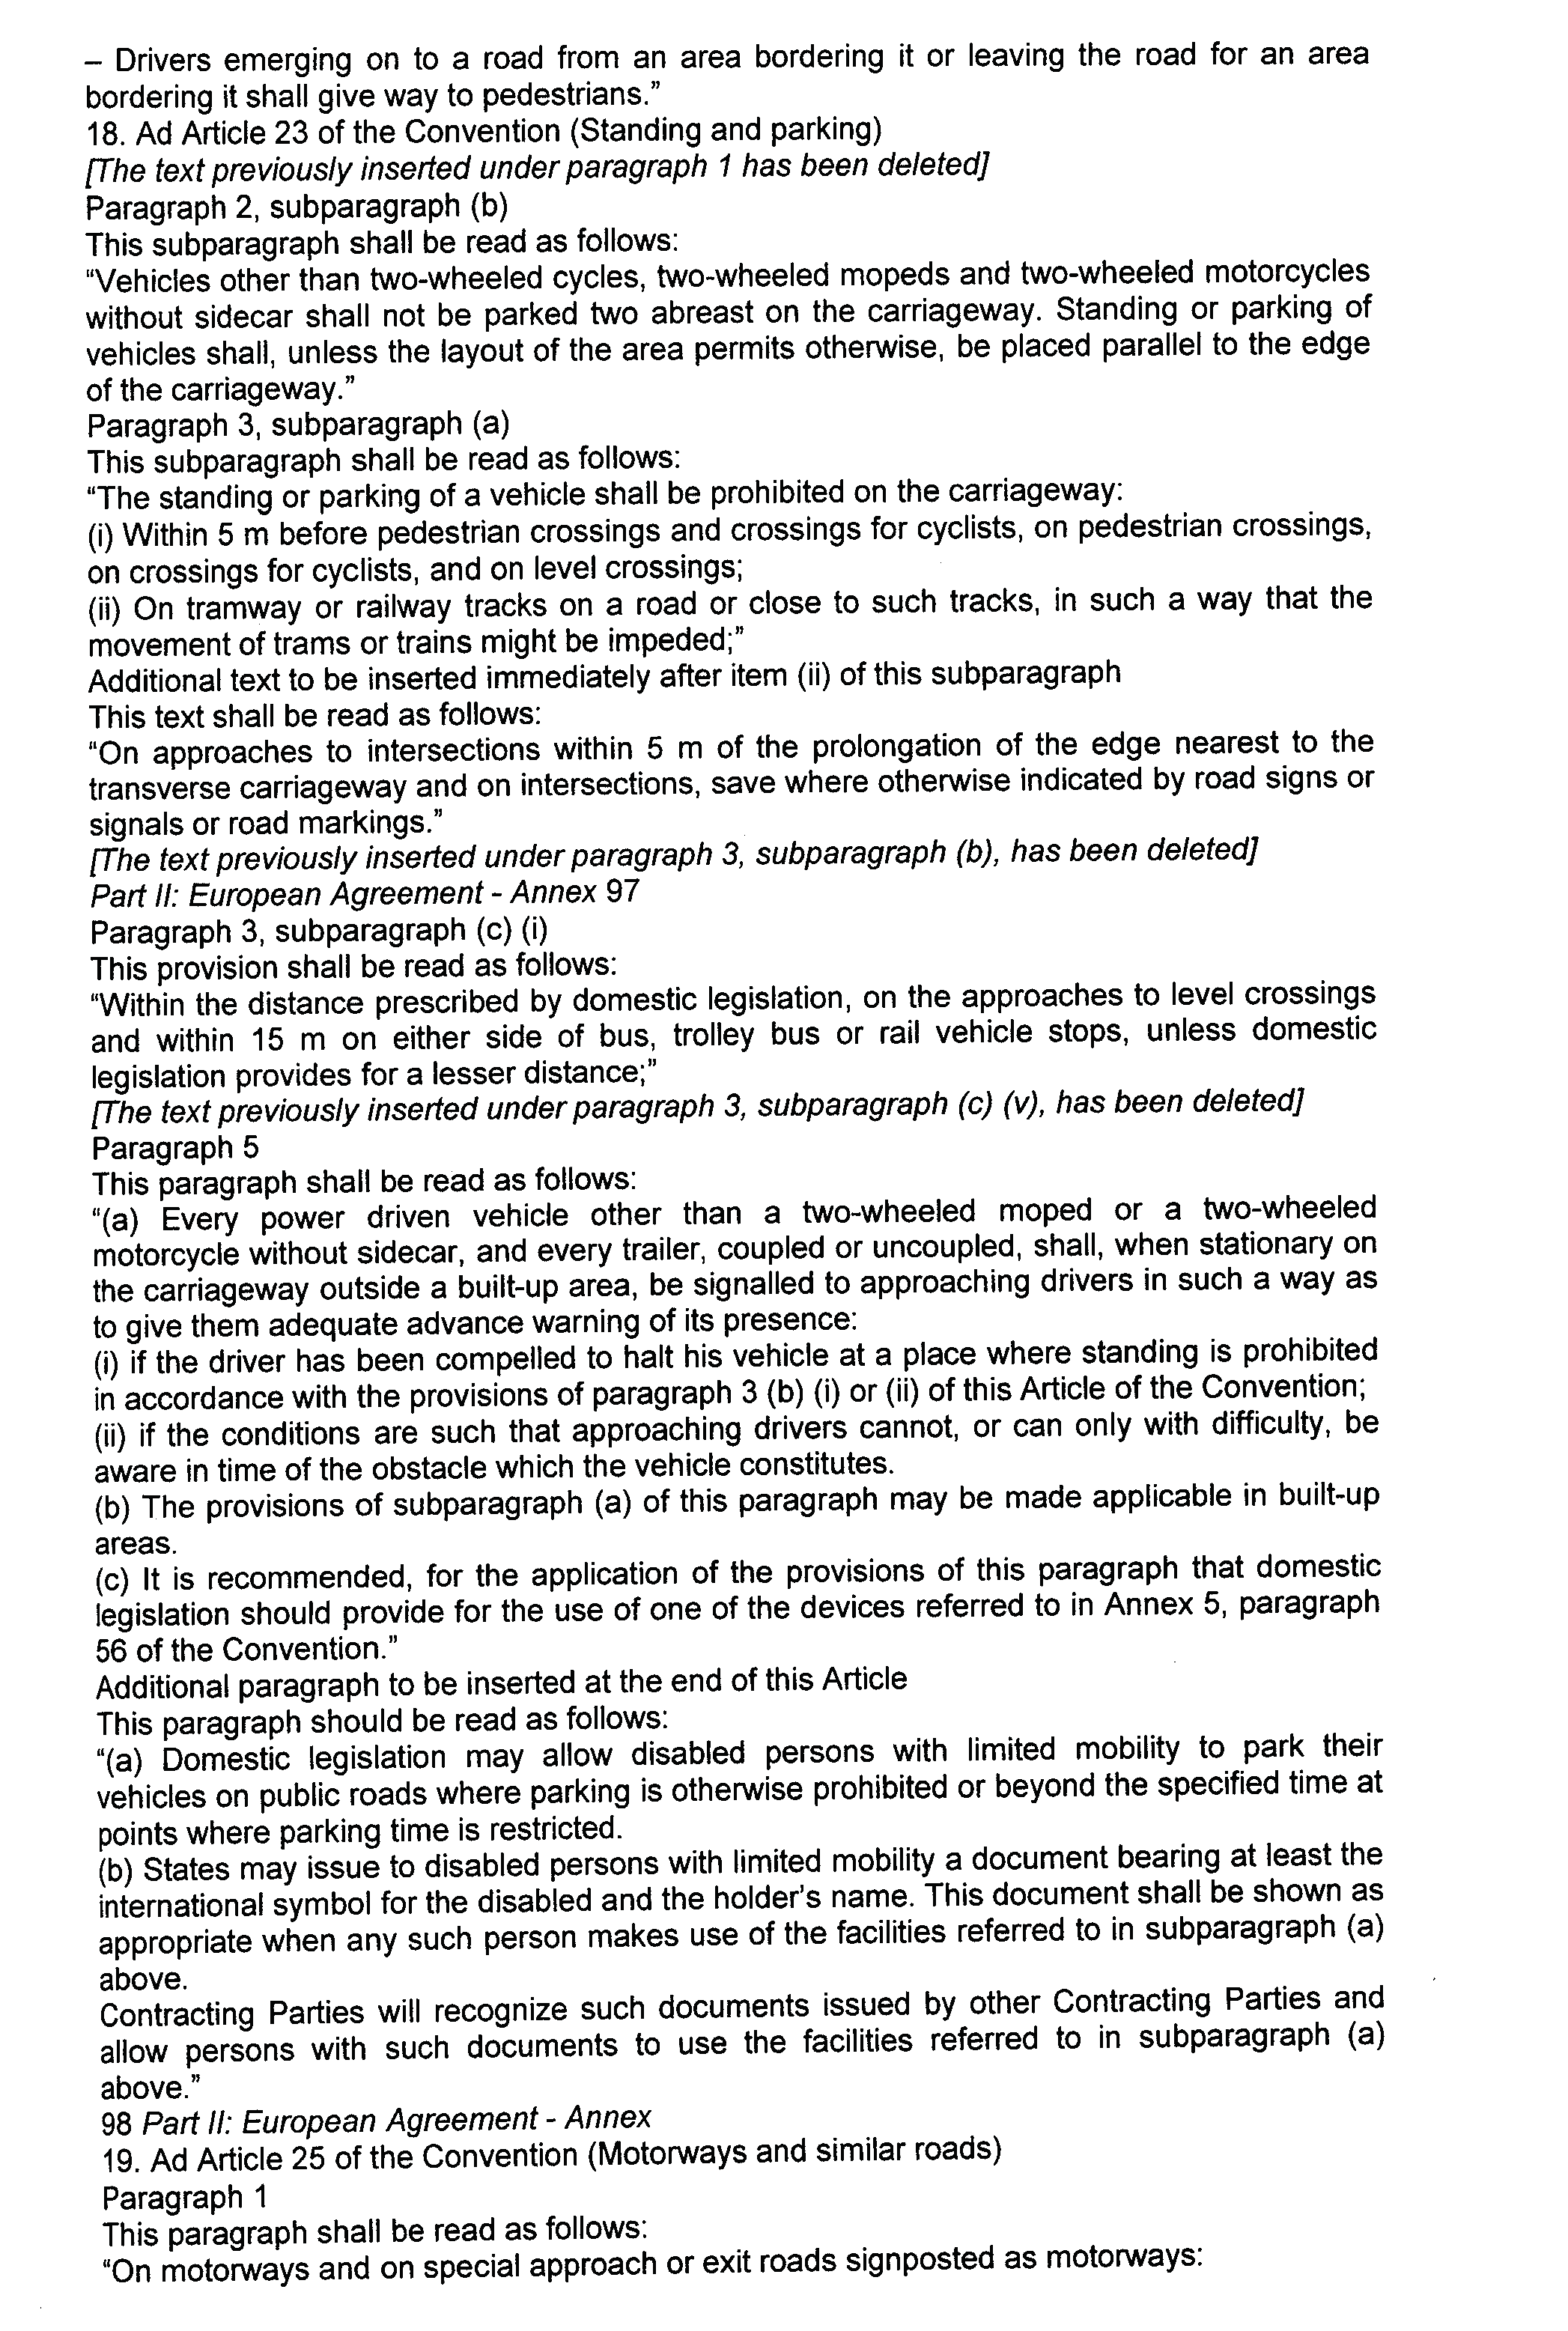 – Drivers emerging on to a road from an area bordering it or leaving the road for an area
bordering it shall give way to pedestrians.”
18. Ad Article 23 of the Convention (Standing and parking)
[The text previously inserted under paragraph 1 has been deleted]
Paragraph 2, subparagraph (b)
This subparagraph shall be read as follows:
“Vehicles other than two-wheeled cycles, two-wheeled mopeds and two-wheeled motorcycles
without sidecar shall not be parked two abreast on the carriageway. Standing or parking of
vehicles shall, unless the layout of the area permits otherwise, be placed parallel to the edge
of the carriageway.”
Paragraph 3, subparagraph (a)
This subparagraph shall be read as follows:
“The standing or parking of a vehicle shall be prohibited on the carriageway:
(i) Within 5 m before pedestrian crossings and crossings for cyclists, on pedestrian crossings,
on crossings for cyclists, and on level crossings;
(ii) On tramway or railway tracks on a road or close to such tracks, in such a way that the
movement of trams or trains might be impeded;”
Additional text to be inserted immediately after item (ii) of this subparagraph
This text shall be read as follows:
“On approaches to intersections within 5 m of the prolongation of the edge nearest to the
transverse carriageway and on intersections, save where otherwise indicated by road signs or
signals or road markings.”
[The text previously inserted under paragraph 3, subparagraph (b), has been deleted]
Part II: European Agreement - Annex 97
Paragraph 3, subparagraph (c) (i)
This provision shall be read as follows:
“Within the distance prescribed by domestic legislation, on the approaches to level crossings
and within 15 m on either side of bus, trolley bus or rail vehicle stops, unless domestic
legislation provides for a lesser distance;”
[The text previously inserted under paragraph 3, subparagraph (c) (v), has been deleted]
Paragraph 5
This paragraph shall be read as follows:
“(a) Every power driven vehicle other than a two-wheeled moped or a two-wheeled
motorcycle without sidecar, and every trailer, coupled or uncoupled, shall, when stationary on
the carriageway outside a built-up area, be signalled to approaching drivers in such a way as
to give them adequate advance warning of its presence:
(i) if the driver has been compelled to halt his vehicle at a place where standing is prohibited
in accordance with the provisions of paragraph 3 (b) (i) or (ii) of this Article of the Convention;
(ii) if the conditions are such that approaching drivers cannot, or can only with difficulty, be
aware in time of the obstacle which the vehicle constitutes.
(b) The provisions of subparagraph (a) of this paragraph may be made applicable in built-up
areas.
(c) It is recommended, for the application of the provisions of this paragraph that domestic
legislation should provide for the use of one of the devices referred to in Annex 5, paragraph
56 of the Convention.”
Additional paragraph to be inserted at the end of this Article
This paragraph should be read as follows:
“(a) Domestic legislation may allow disabled persons with limited mobility to park their
vehicles on public roads where parking is otherwise prohibited or beyond the specified time at
points where parking time is restricted.
(b) States may issue to disabled persons with limited mobility a document bearing at least the
international symbol for the disabled and the holder's name. This document shall be shown as
appropriate when any such person makes use of the facilities referred to in subparagraph (a)
above.
Contracting Parties will recognize such documents issued by other Contracting Parties and
allow persons with such documents to use the facilities referred to in subparagraph (a)
above.”
98 Part II: European Agreement - Annex
19. Ad Article 25 of the Convention (Motorways and similar roads)
Paragraph 1
This paragraph shall be read as follows:
“On motorways and on special approach or exit roads signposted as motorways: